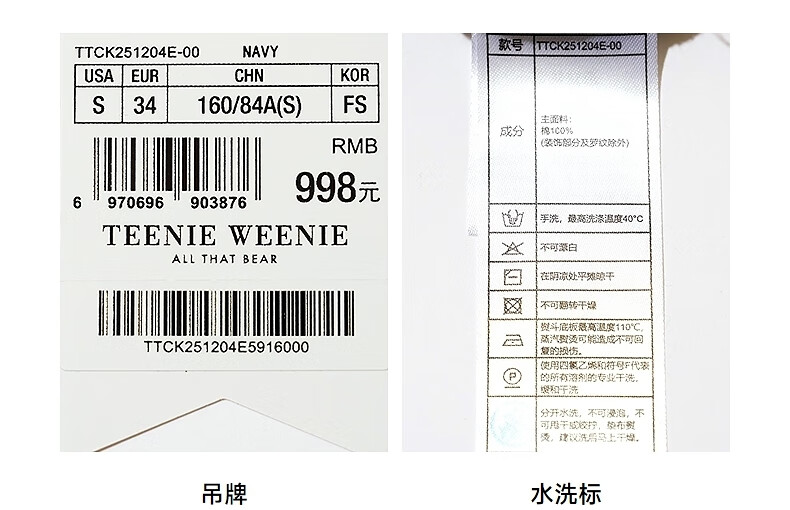 TTCK251204E-00 NAVY
USA EUR CHN KOR
S 34 160/84A(S) FS
RMB
998元
6 970696 903876
TEENIE WEENIE
ALL THAT BEAR
TTCK251204E5916000
吊牌
款号 TTCK251204E-00
成分
主面料：
棉100%
(装饰部分及罗纹除外)
手洗，最高洗涤温度40℃
不可漂白
在阴凉处平摊晾干
不可翻转干燥
熨斗底板最高温度110℃，
蒸汽熨烫可能造成不可回
复的损伤。
使用四氯乙烯和符号F代表
的所有溶剂的专业干洗，
缓和干洗
分开水洗，不可浸泡，不
可甩干或绞拧，垫布熨
烫，建议洗后马上干燥。
水洗标